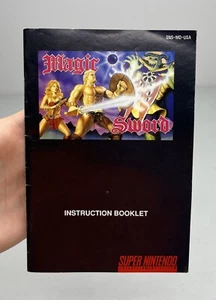 SNS-MD-USA
Magic
Sword
INSTRUCTION BOOKLET
SUPER NINTENDO